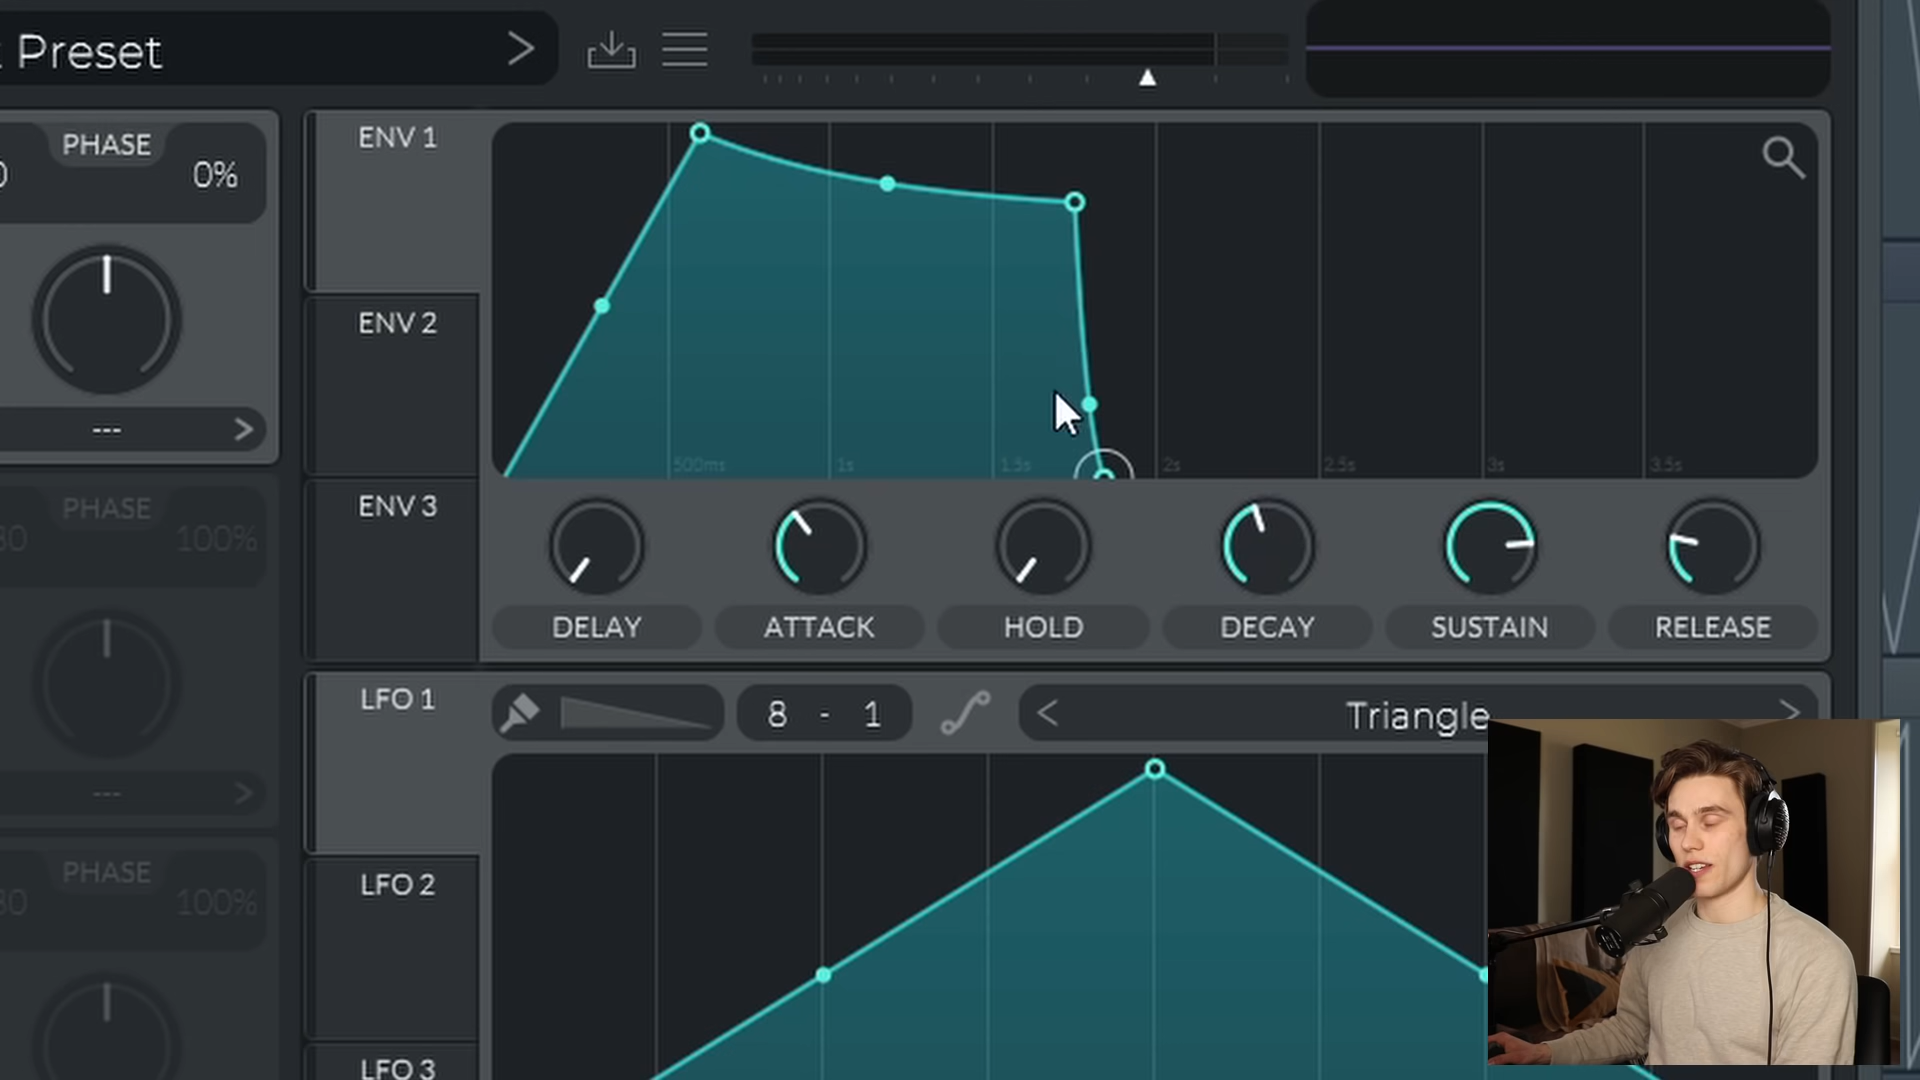 Preset
PHASE
0%
---
ENV 1
ENV 2
ENV 3
500ms
1s
1.5s
2s
2.5s
3s
3.5s
DELAY
ATTACK
HOLD
DECAY
SUSTAIN
RELEASE
PHASE
100%
---
LFO 1
8 - 1
Triangle
PHASE
100%
LFO 2
LFO 3